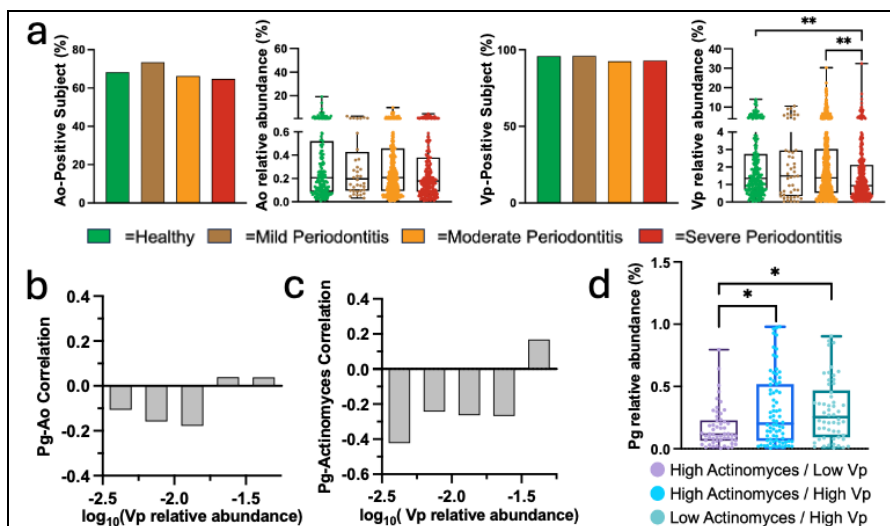 a
Ao-Positive Subject (%)
80
60
40
20
0
Ao relative abundance (%)
60
40
20
0.6
0.4
0.2
0.0
Vp-Positive Subject (%)
100
50
0
Vp relative abundance (%)
**
**
40
30
20
10
4
3
2
1
0
=Healthy =Mild Periodontitis =Moderate Periodontitis =Severe Periodontitis
b
Pg-Ao Correlation
0.4
0.2
0.0
-0.2
-0.4
-2.5 -2.0 -1.5
log10(Vp relative abundance)
c
Pg-Actinomyces Correlation
0.4
0.2
0.0
-0.2
-0.4
-0.6
-2.5 -2.0 -1.5
log10( Vp relative abundance)
d
Pg relative abundance (%)
*
*
1.5
1.0
0.5
0.0
High Actinomyces / Low Vp
High Actinomyces / High Vp
Low Actinomyces / High Vp